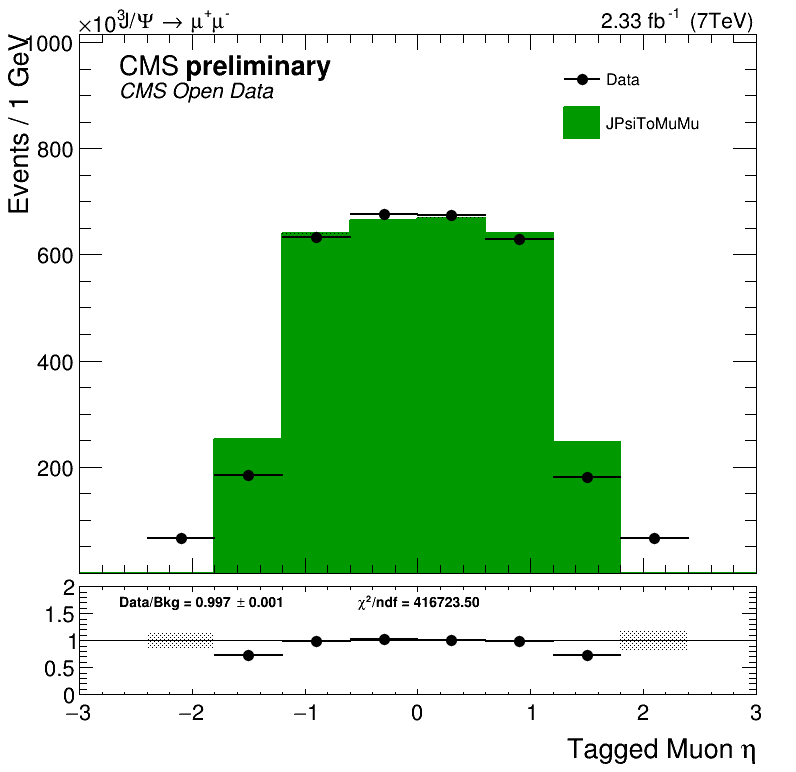 ×10³ J/Ψ → μ⁺μ⁻ 2.33 fb⁻¹ (7TeV)
Events / 1 GeV
1000
800
600
400
200
CMS preliminary
CMS Open Data
Data
JPsiToMuMu
2
1.5
1
0.5
0
Data/Bkg = 0.997 ± 0.001 χ²/ndf = 416723.50
−3 −2 −1 0 1 2 3
Tagged Muon η